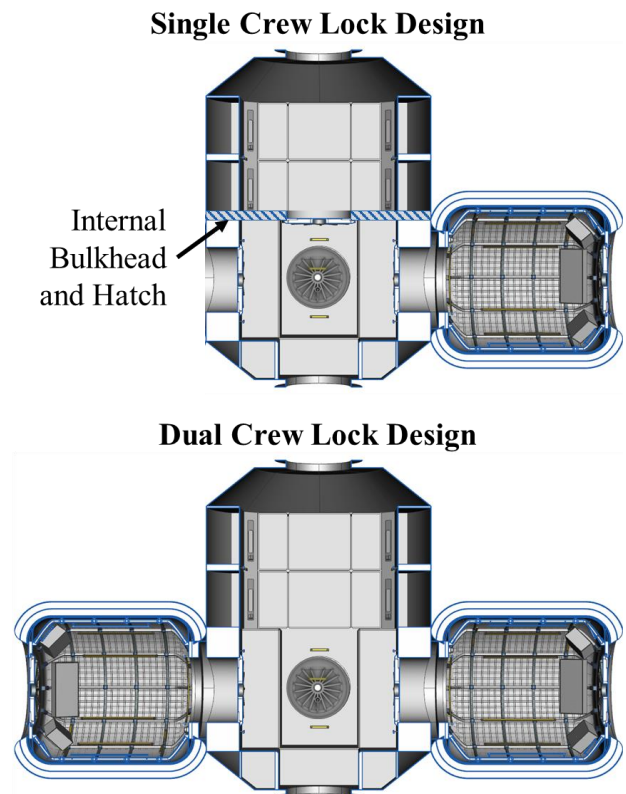 Single Crew Lock Design
Internal
Bulkhead
and Hatch
Dual Crew Lock Design